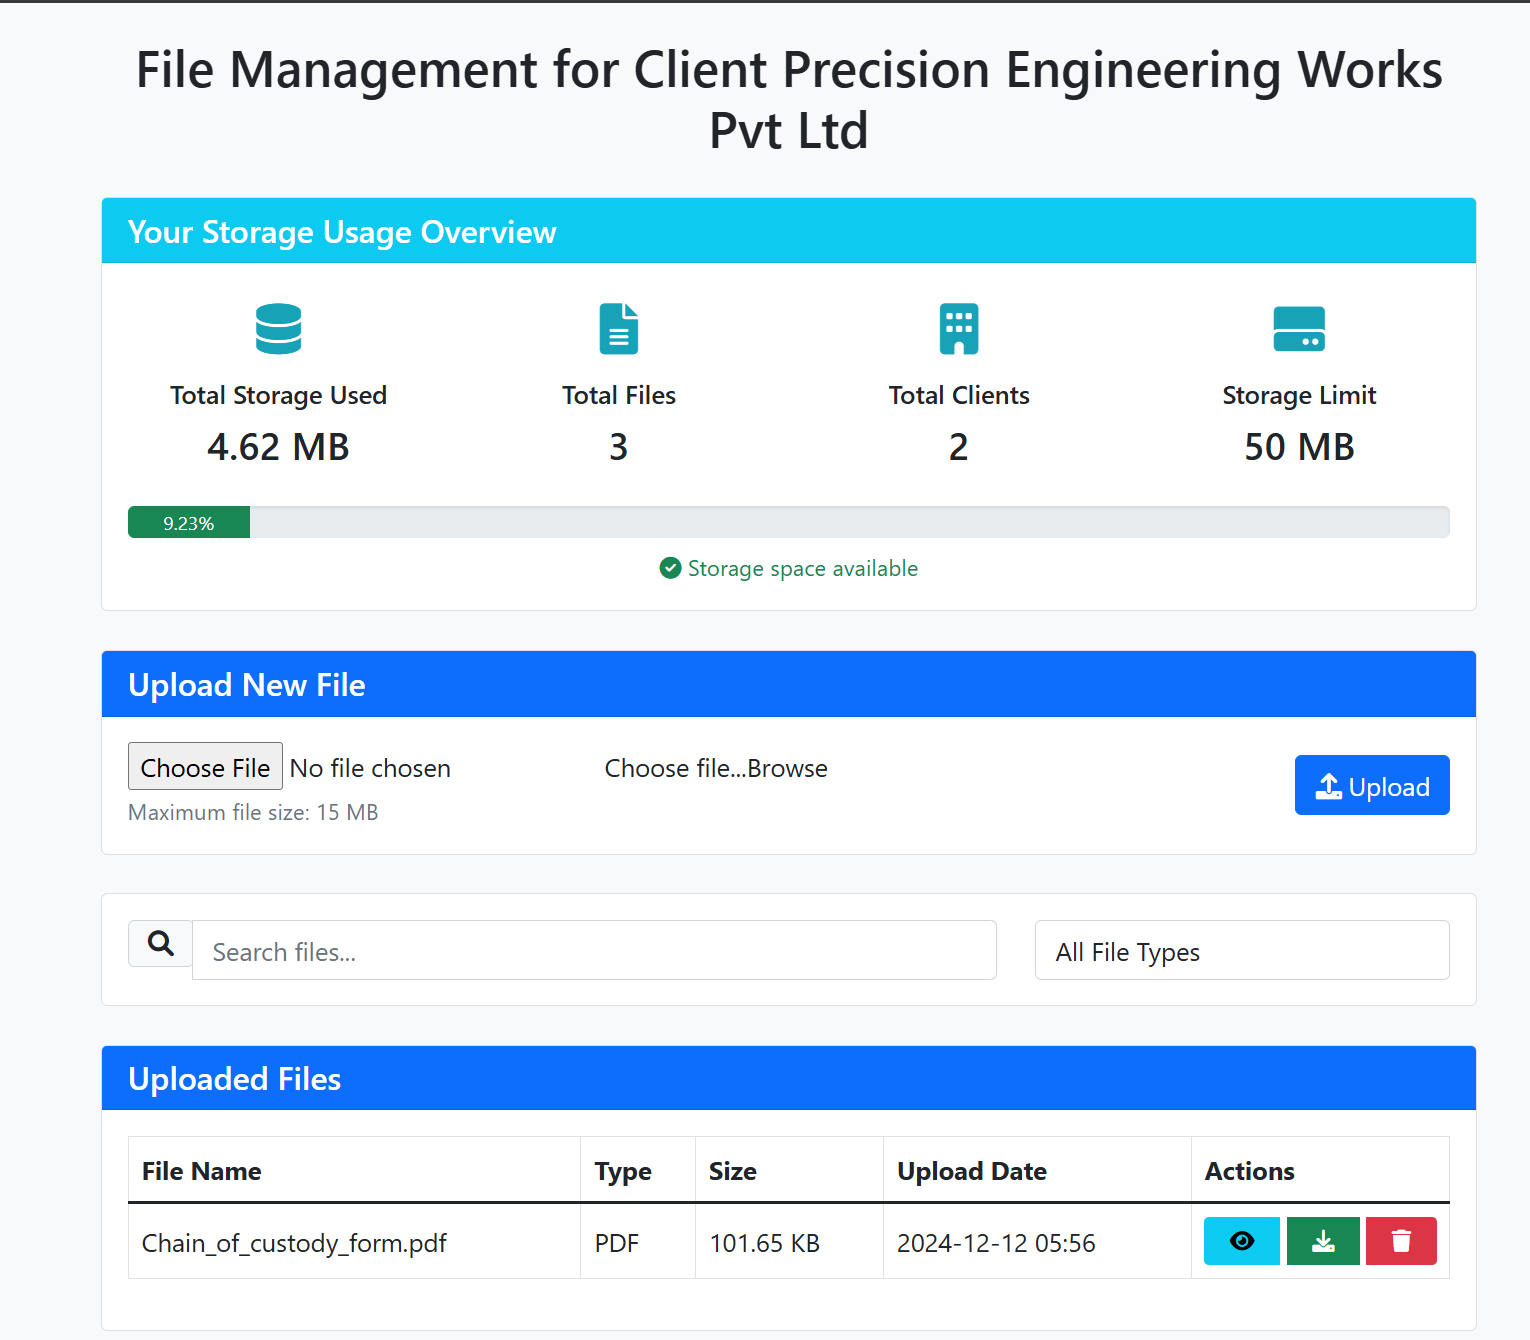 File Management for Client Precision Engineering Works
Pvt Ltd
Your Storage Usage Overview
Total Storage Used
4.62 MB
Total Files
3
Total Clients
2
Storage Limit
50 MB
9.23%
Storage space available
Upload New File
Choose File No file chosen Choose file...Browse
Maximum file size: 15 MB
Upload
Search files...
All File Types
Uploaded Files
File Name Type Size Upload Date Actions
Chain_of_custody_form.pdf PDF 101.65 KB 2024-12-12 05:56